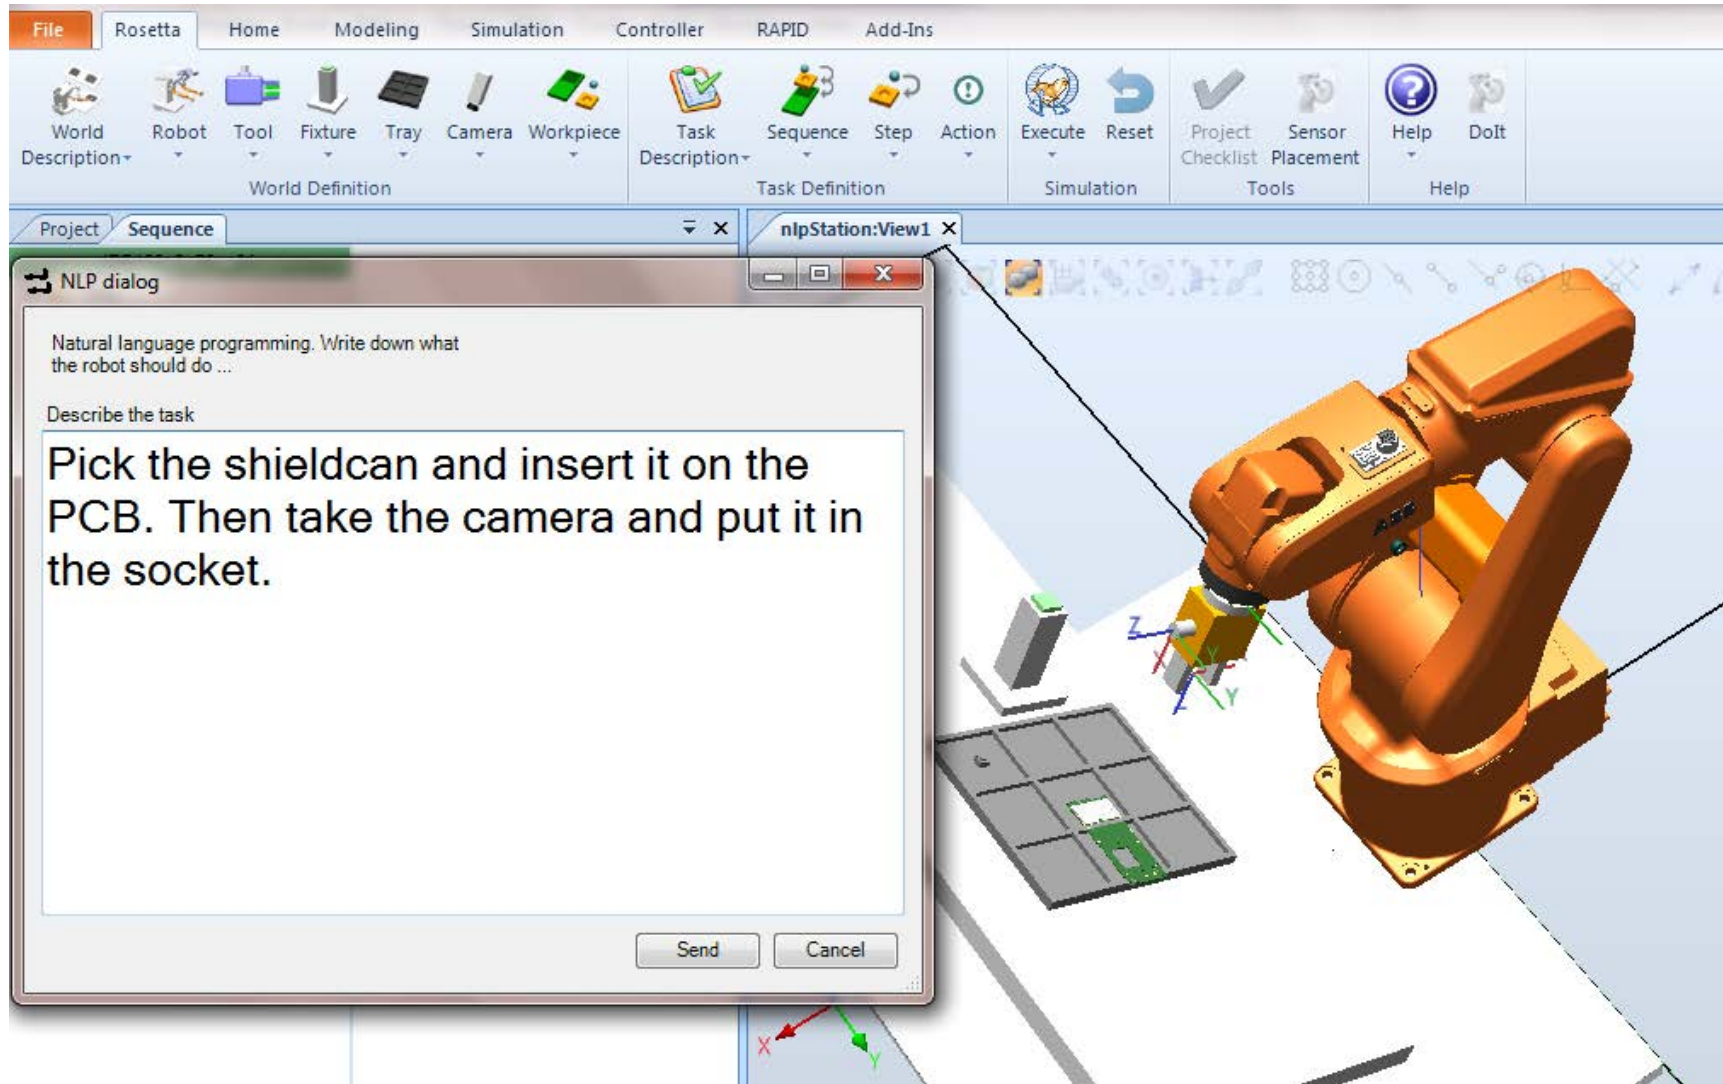 File Rosetta Home Modeling Simulation Controller RAPID Add-Ins
World Description Robot Tool Fixture Tray Camera Workpiece Task Description Sequence Step Action Execute Reset Project Checklist Sensor Placement Help DoIt
World Definition Task Definition Simulation Tools Help
Project Sequence nlpStation:View1
NLP dialog
Natural language programming. Write down what
the robot should do ...
Describe the task
Pick the shieldcan and insert it on the
PCB. Then take the camera and put it in
the socket.
Send Cancel
ABB
Z
X
Y
Z
Y
X
Y